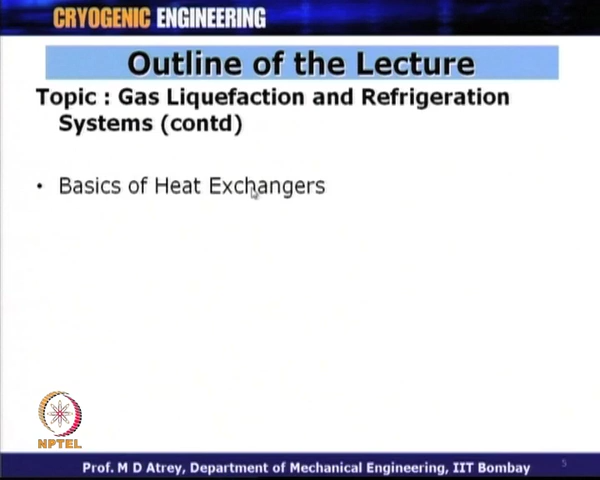 CRYOGENIC ENGINEERING
Outline of the Lecture
Topic : Gas Liquefaction and Refrigeration
Systems (contd)
• Basics of Heat Exchangers
NPTEL
Prof. M D Atrey, Department of Mechanical Engineering, IIT Bombay
5